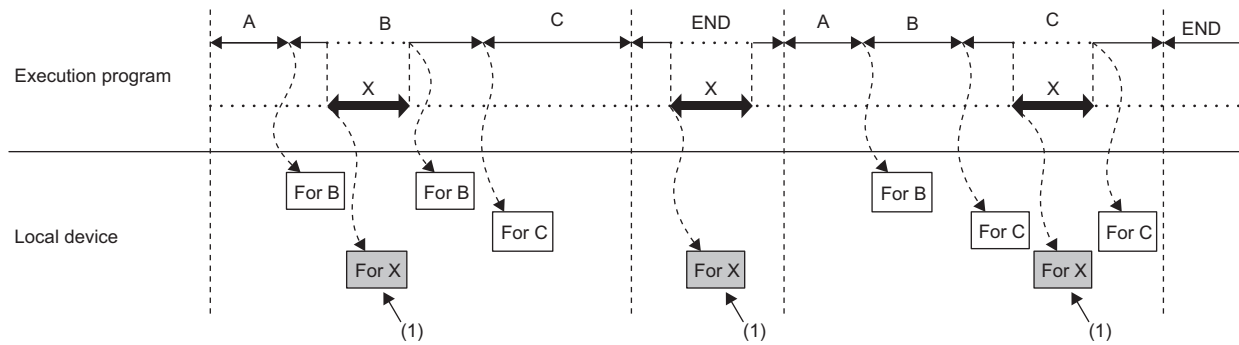 A B C END A B C END
Execution program
X X X
For B For B For B
For C For C For C
Local device
For X For X For X
(1) (1) (1)